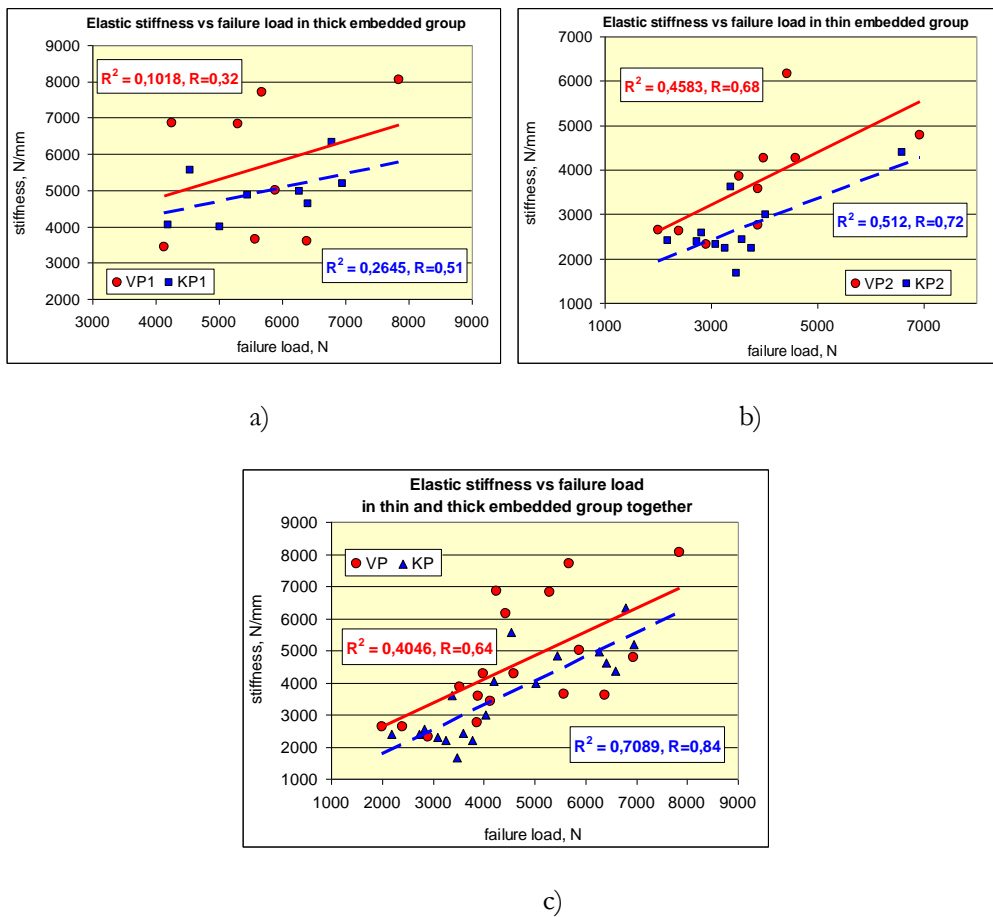 Elastic stiffness vs failure load in thick embedded group
9000
8000
7000
6000
5000
4000
3000
2000
stiffness, N/mm
R² = 0,1018, R=0,32
R² = 0,2645, R=0,51
VP1 KP1
3000 4000 5000 6000 7000 8000 9000
failure load, N
a)
Elastic stiffness vs failure load in thin embedded group
7000
6000
5000
4000
3000
2000
1000
stiffness, N/mm
R² = 0,4583, R=0,68
R² = 0,512, R=0,72
VP2 KP2
1000 3000 5000 7000
failure load, N
b)
Elastic stiffness vs failure load
in thin and thick embedded group together
9000
8000
7000
6000
5000
4000
3000
2000
1000
stiffness, N/mm
VP KP
R² = 0,4046, R=0,64
R² = 0,7089, R=0,84
1000 2000 3000 4000 5000 6000 7000 8000 9000
failure load, N
c)